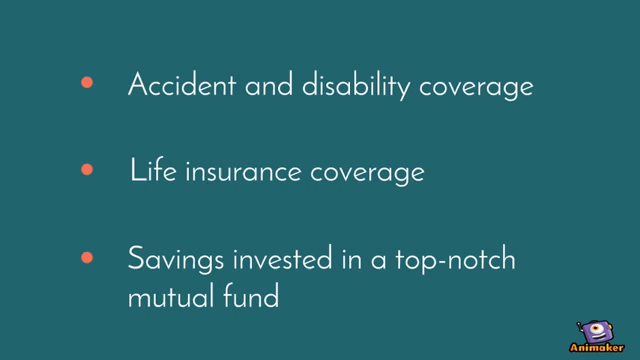 Accident and disability coverage
Life insurance coverage
Savings invested in a top-notch
mutual fund
Animaker